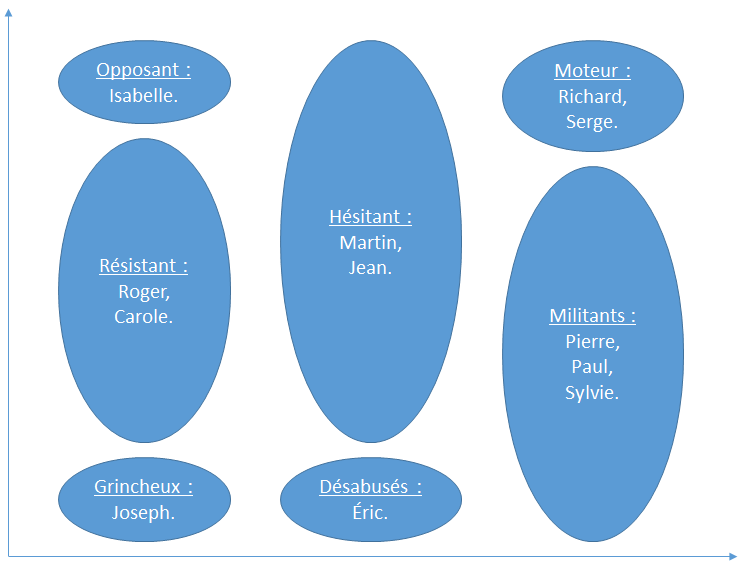 Opposant :
Isabelle.
Résistant :
Roger,
Carole.
Grincheux :
Joseph.
Hésitant :
Martin,
Jean.
Désabusés :
Éric.
Moteur :
Richard,
Serge.
Militants :
Pierre,
Paul,
Sylvie.